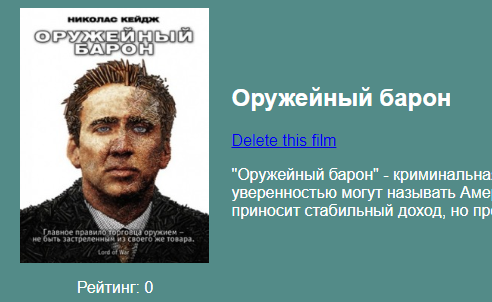 НИКОЛАС КЕЙДЖ
ОРУЖЕЙНЫЙ
БАРОН
Главное правило торговца оружием –
не быть застреленным из своего же товара.
Lord of War
Рейтинг: 0
Оружейный барон
Delete this film
"Оружейный барон" - криминальная
уверенностью могут называть Аме
приносит стабильный доход, но пр